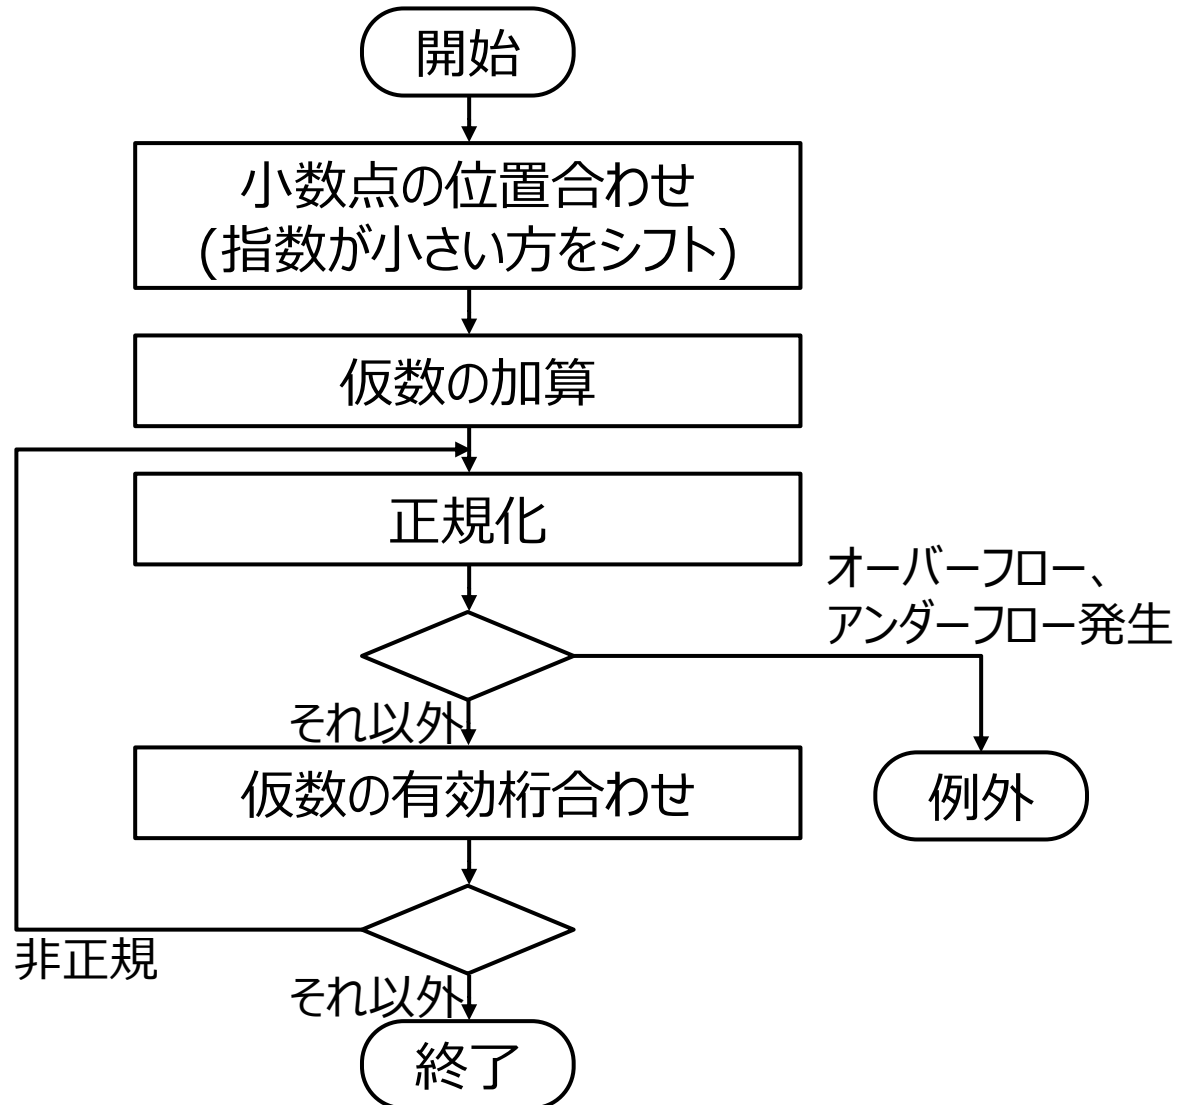 開始
小数点の位置合わせ
(指数が小さい方をシフト)
仮数の加算
正規化
オーバーフロー、
アンダーフロー発生
それ以外
仮数の有効桁合わせ
例外
非正規
それ以外
終了